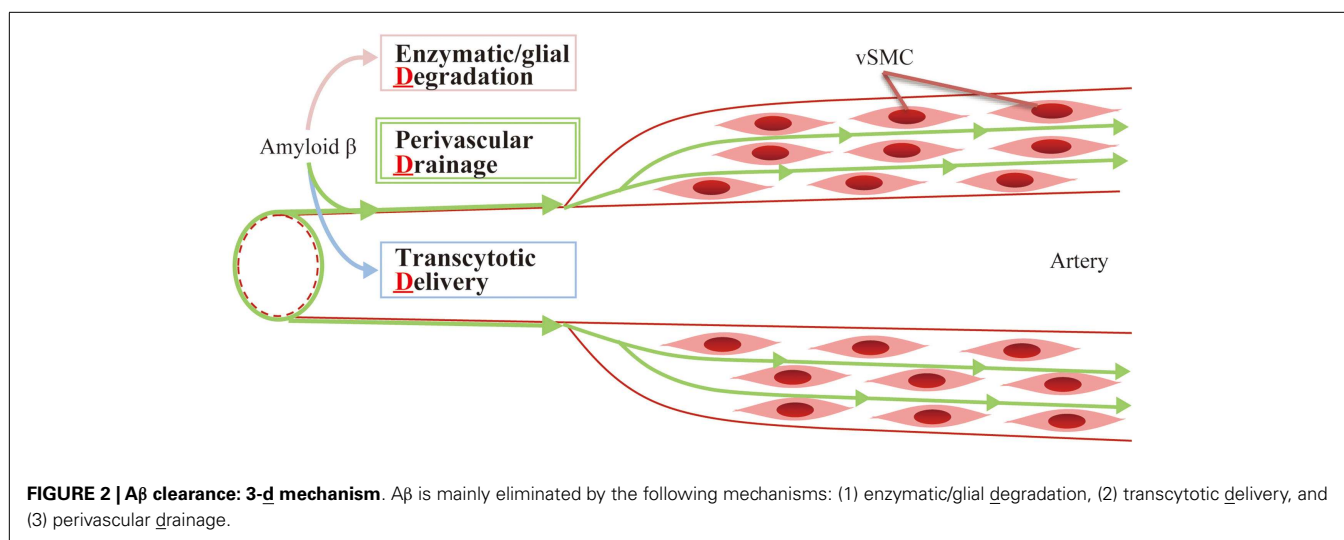 Enzymatic/glial
Degradation
vSMC
Amyloid β
Perivascular
Drainage
Transcytotic
Delivery
Artery
FIGURE 2 | Aβ clearance: 3-d mechanism. Aβ is mainly eliminated by the following mechanisms: (1) enzymatic/glial degradation, (2) transcytotic delivery, and
(3) perivascular drainage.